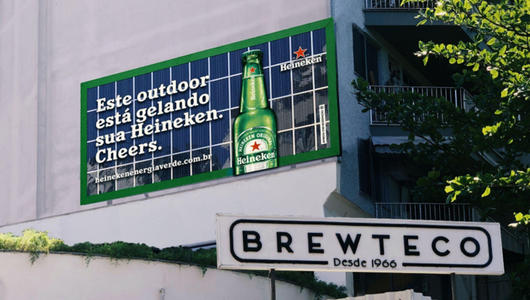 Este outdoor
está gelando
sua Heineken.
Cheers.
heinekenenergiaverde.com.br
Heineken
Heineken
BREWTECO
Desde 1966